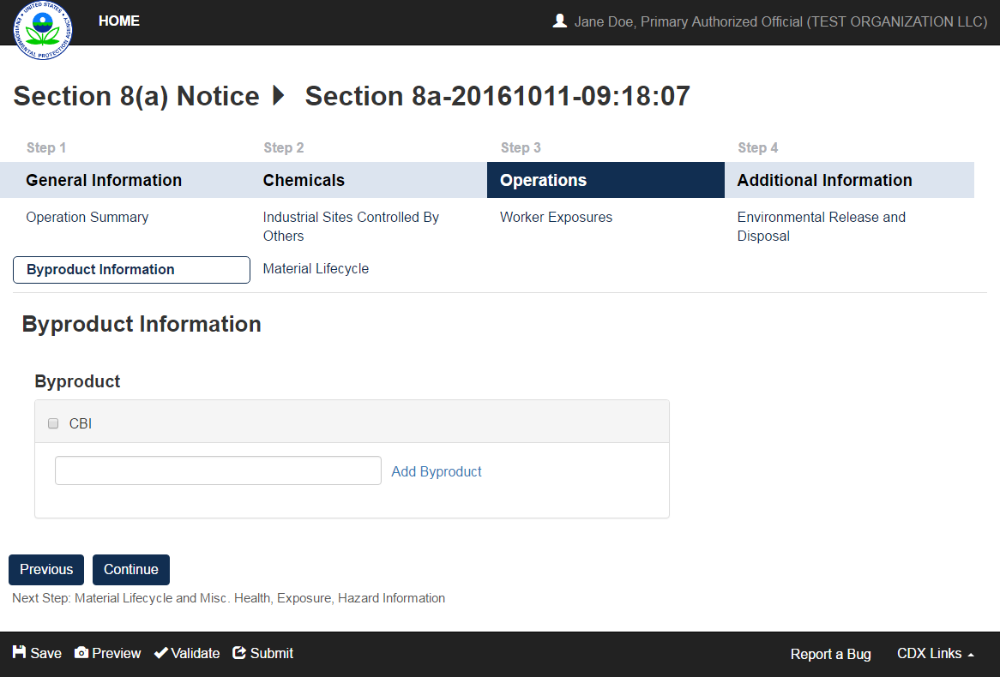 UNITED STATES
ENVIRONMENTAL PROTECTION AGENCY
HOME
Jane Doe, Primary Authorized Official (TEST ORGANIZATION LLC)
Section 8(a) Notice Section 8a-20161011-09:18:07
Step 1 Step 2 Step 3 Step 4
General Information Chemicals Operations Additional Information
Operation Summary
Industrial Sites Controlled By
Others
Worker Exposures
Environmental Release and
Disposal
Byproduct Information
Material Lifecycle
Byproduct Information
Byproduct
CBI
Add Byproduct
Previous Continue
Next Step: Material Lifecycle and Misc. Health, Exposure, Hazard Information
Save Preview Validate Submit Report a Bug CDX Links